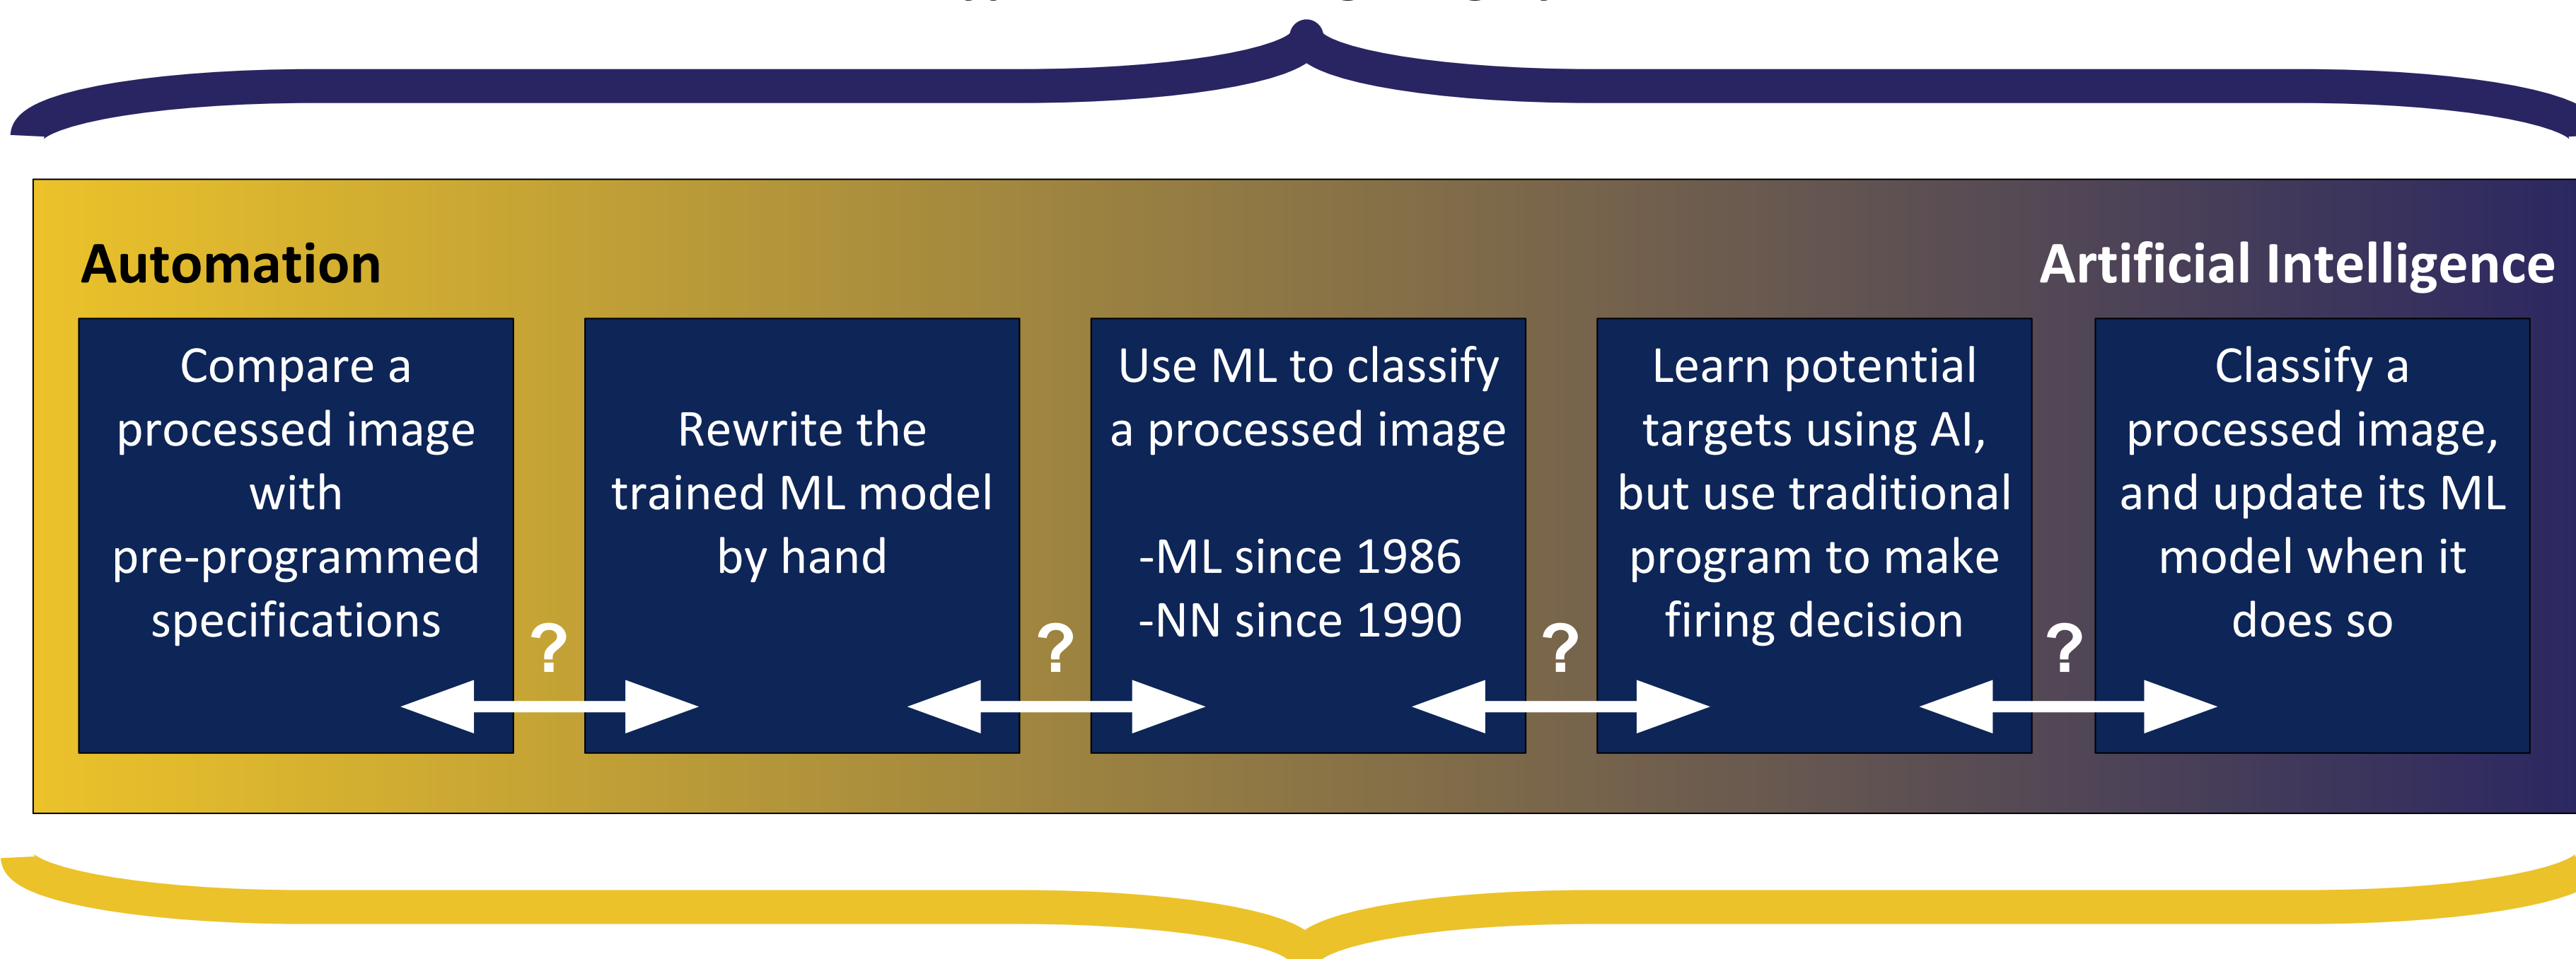 Automation
Artificial Intelligence
Compare a
processed image
with
pre-programmed
specifications
?
Rewrite the
trained ML model
by hand
?
Use ML to classify
a processed image
-ML since 1986
-NN since 1990
?
Learn potential
targets using AI,
but use traditional
program to make
firing decision
?
Classify a
processed image,
and update its ML
model when it
does so